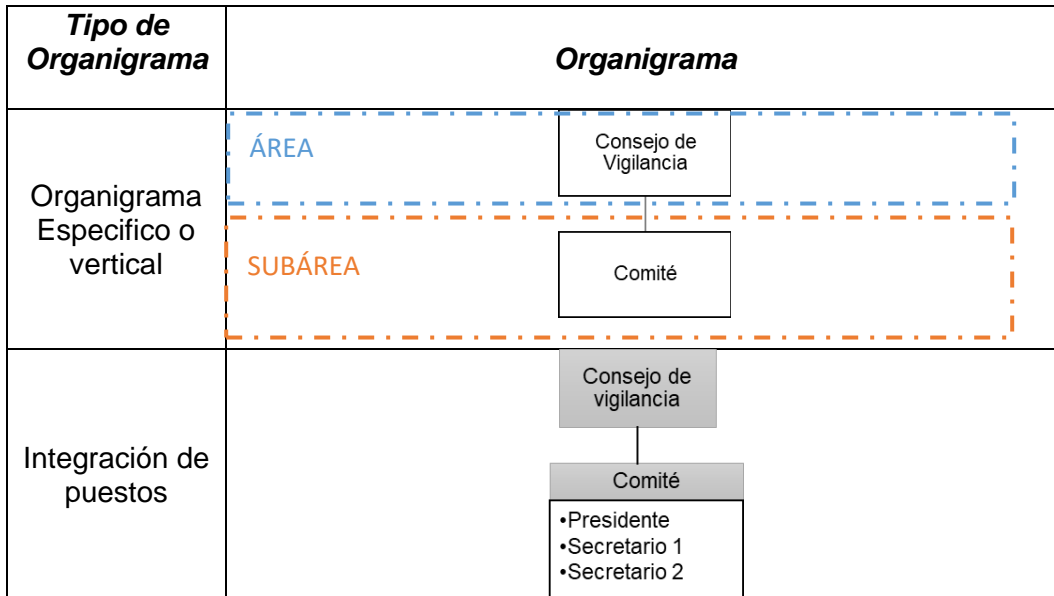 Tipo de
Organigrama
Organigrama
Organigrama
Especifico o
vertical
ÁREA
Consejo de
Vigilancia
SUBÁREA
Comité
Integración de
puestos
Consejo de
vigilancia
Comité
•Presidente
•Secretario 1
•Secretario 2